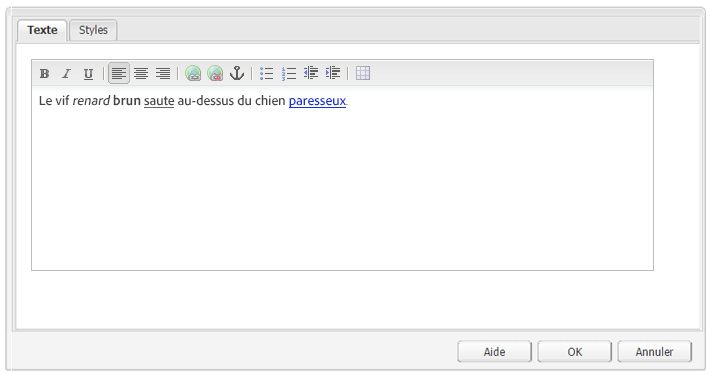 Texte Styles
B I U
Le vif renard brun saute au-dessus du chien paresseux.
Aide OK Annuler